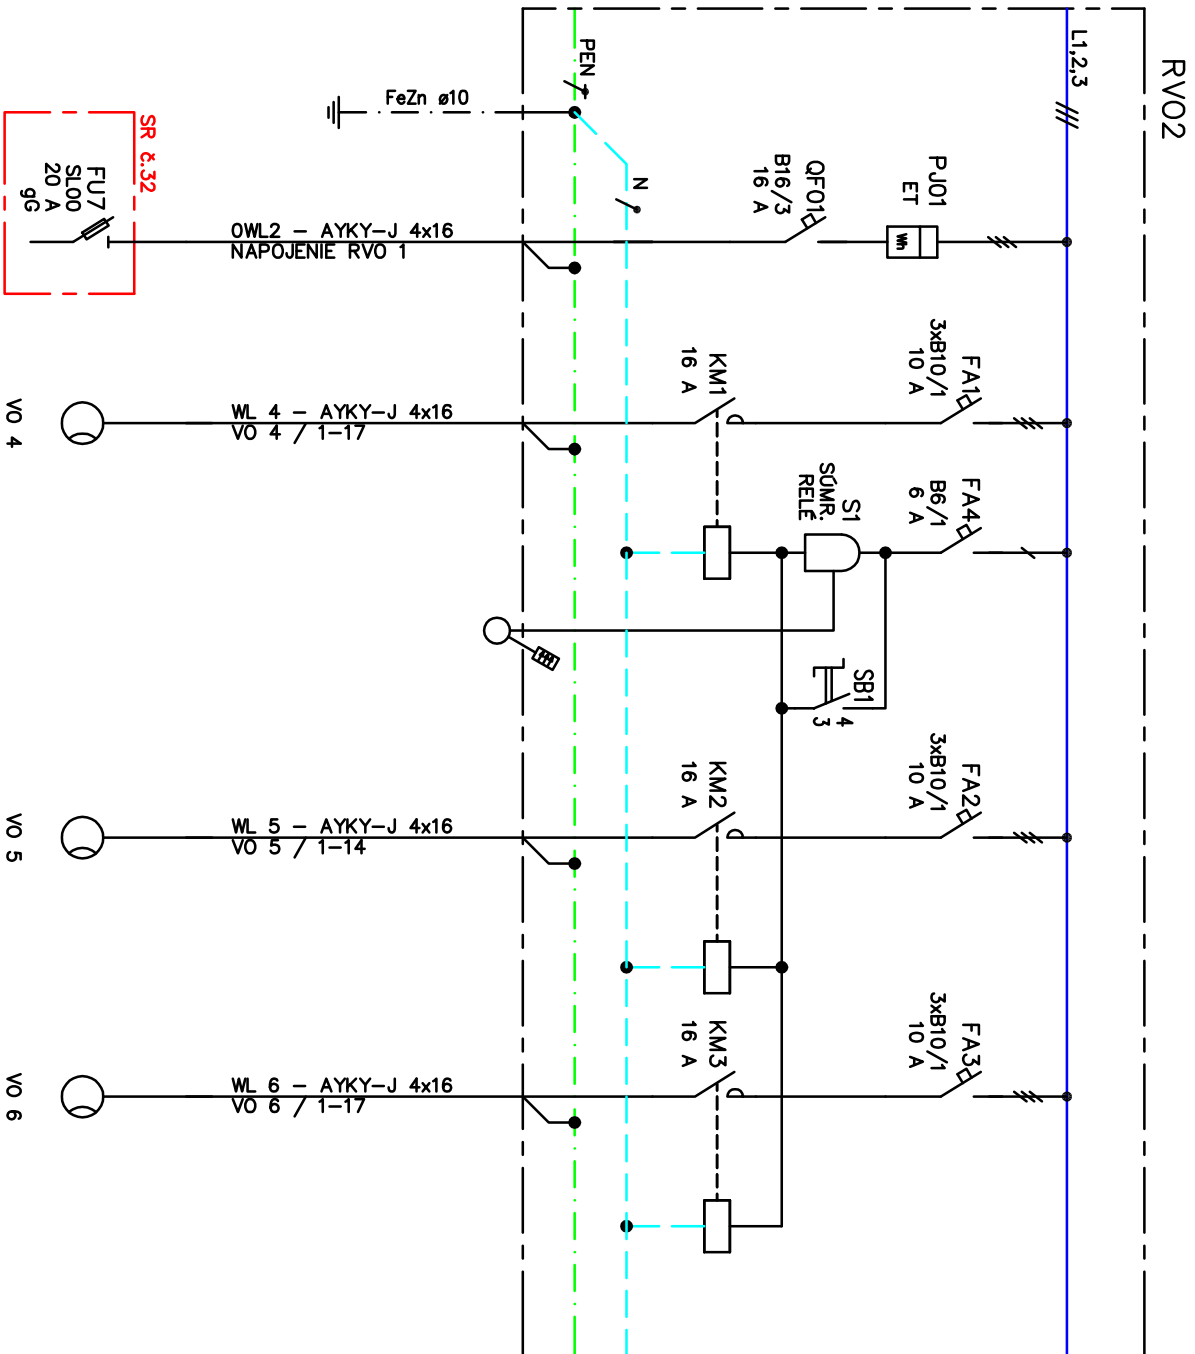 RVO2
L1,2,3
PEN
N
FeZn ø10
SR č.32
FU7
SL00
20 A
gG
OWL2 - AYKY-J 4x16
NAPOJENIE RVO 1
QF01
B16/3
16 A
PJ01
ET
Wh
FA1
3xB10/1
10 A
KM1
16 A
WL 4 - AYKY-J 4x16
VO 4 / 1-17
VO 4
FA4
B6/1
6 A
S1
SÚMR.
RELÉ
SB1
3 4
FA2
3xB10/1
10 A
KM2
16 A
WL 5 - AYKY-J 4x16
VO 5 / 1-14
VO 5
FA3
3xB10/1
10 A
KM3
16 A
WL 6 - AYKY-J 4x16
VO 6 / 1-17
VO 6